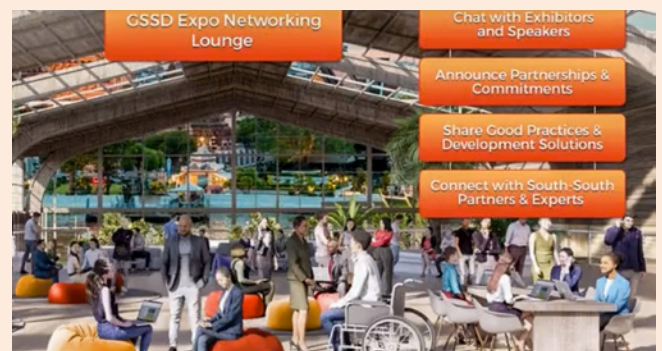 GSSD Expo Networking
Lounge
Chat with Exhibitors
and Speakers
Announce Partnerships &
Commitments
Share Good Practices &
Development Solutions
Connect with South-South
Partners & Experts